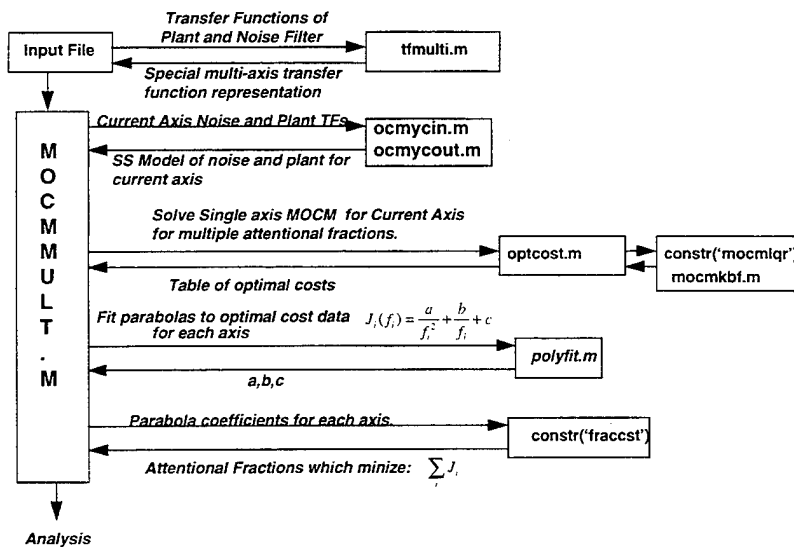 Transfer Functions of
Plant and Noise Filter
Input File
tfmulti.m
Special multi-axis transfer
function representation
Current Axis Noise and Plant TFs
ocmycin.m
ocmycout.m
SS Model of noise and plant for
current axis
MOCMMULT.M
Solve Single axis MOCM for Current Axis
for multiple attentional fractions.
optcost.m
constr('mocmlqr')
mocmkbf.m
Table of optimal costs
Fit parabolas to optimal cost data
for each axis
J_i(f_i) = a/f_i^2 + b/f_i + c
polyfit.m
a,b,c
Parabola coefficients for each axis.
constr('fraccst')
Attentional Fractions which minize: ∑_i J_i
Analysis